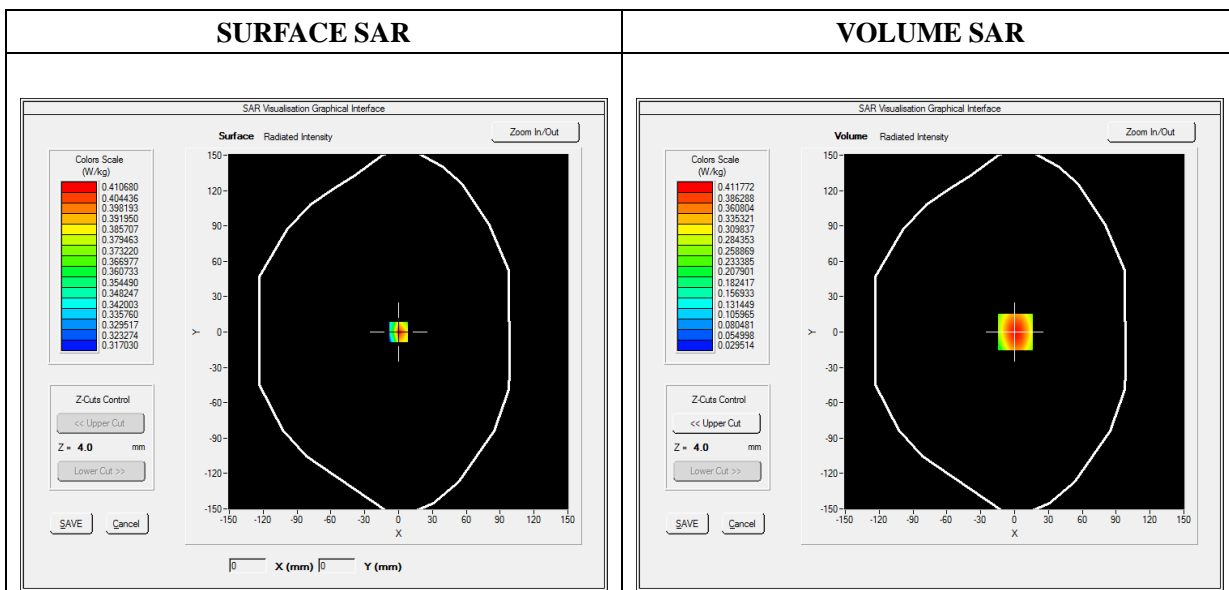 SURFACE SAR
VOLUME SAR
SAR Visualisation Graphical Interface
Surface Radiated Intensity
Zoom In/Out
Colors Scale
(W/kg)
0.410680
0.404436
0.398193
0.391950
0.385707
0.379463
0.373220
0.366977
0.360733
0.354490
0.348247
0.342003
0.335760
0.329517
0.323274
0.317030
Z-Cuts Control
<< Upper Cut
Z = 4.0 mm
Lower Cut >>
SAVE Cancel
150
120
90
60
30
0
-30
-60
-90
-120
-150
Y
-150 -120 -90 -60 -30 0 30 60 90 120 150
X
0 X (mm) 0 Y (mm)
SAR Visualisation Graphical Interface
Volume Radiated Intensity
Zoom In/Out
Colors Scale
(W/kg)
0.411772
0.386288
0.360804
0.335321
0.309837
0.284353
0.258869
0.233385
0.207901
0.182417
0.156933
0.131449
0.105965
0.080481
0.054998
0.029514
Z-Cuts Control
<< Upper Cut
Z = 4.0 mm
Lower Cut >>
SAVE Cancel
150
120
90
60
30
0
-30
-60
-90
-120
-150
Y
-150 -120 -90 -60 -30 0 30 60 90 120 150
X